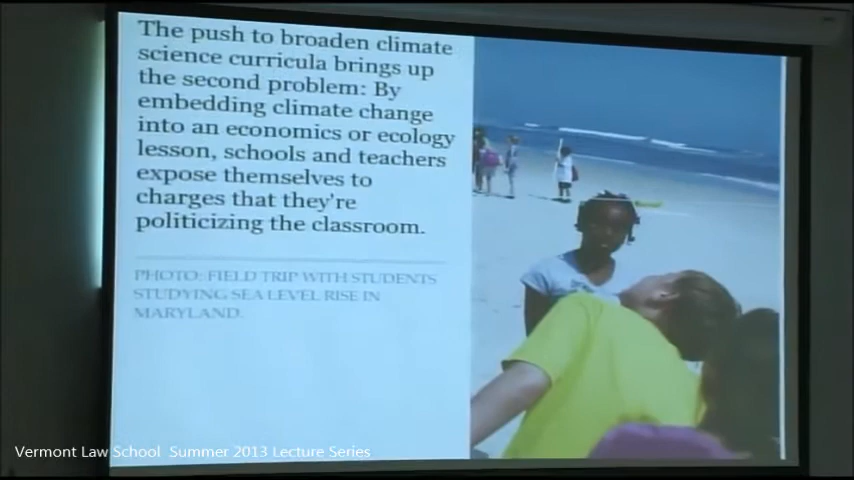 The push to broaden climate
science curricula brings up
the second problem: By
embedding climate change
into an economics or ecology
lesson, schools and teachers
expose themselves to
charges that they're
politicizing the classroom.
PHOTO: FIELD TRIP WITH STUDENTS
STUDYING SEA LEVEL RISE IN
MARYLAND.
Vermont Law School Summer 2013 Lecture Series